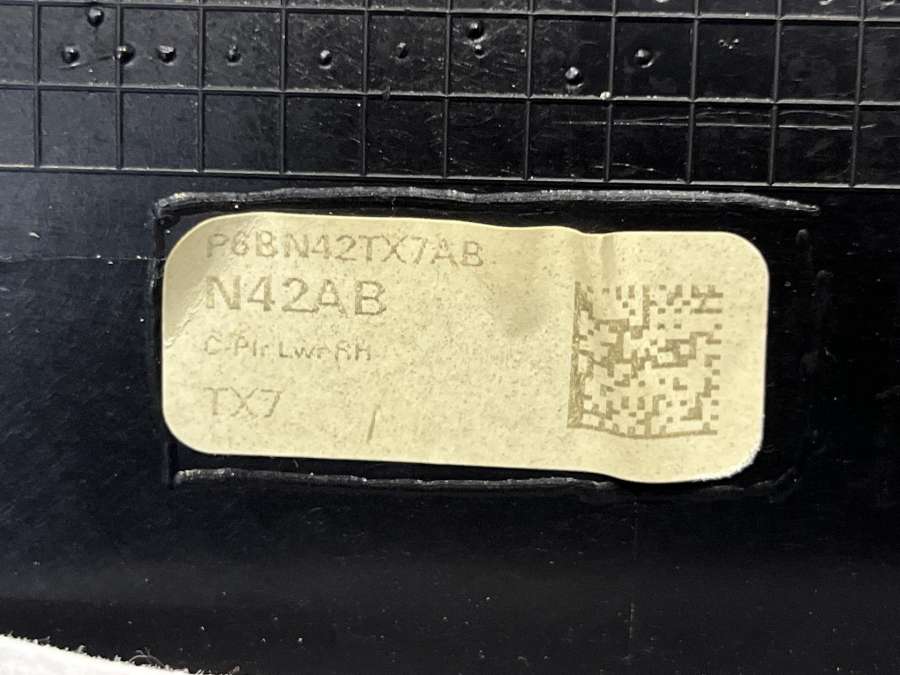 P6BN42TX7AB
N42AB
C-Plr Lwr RH
TX7